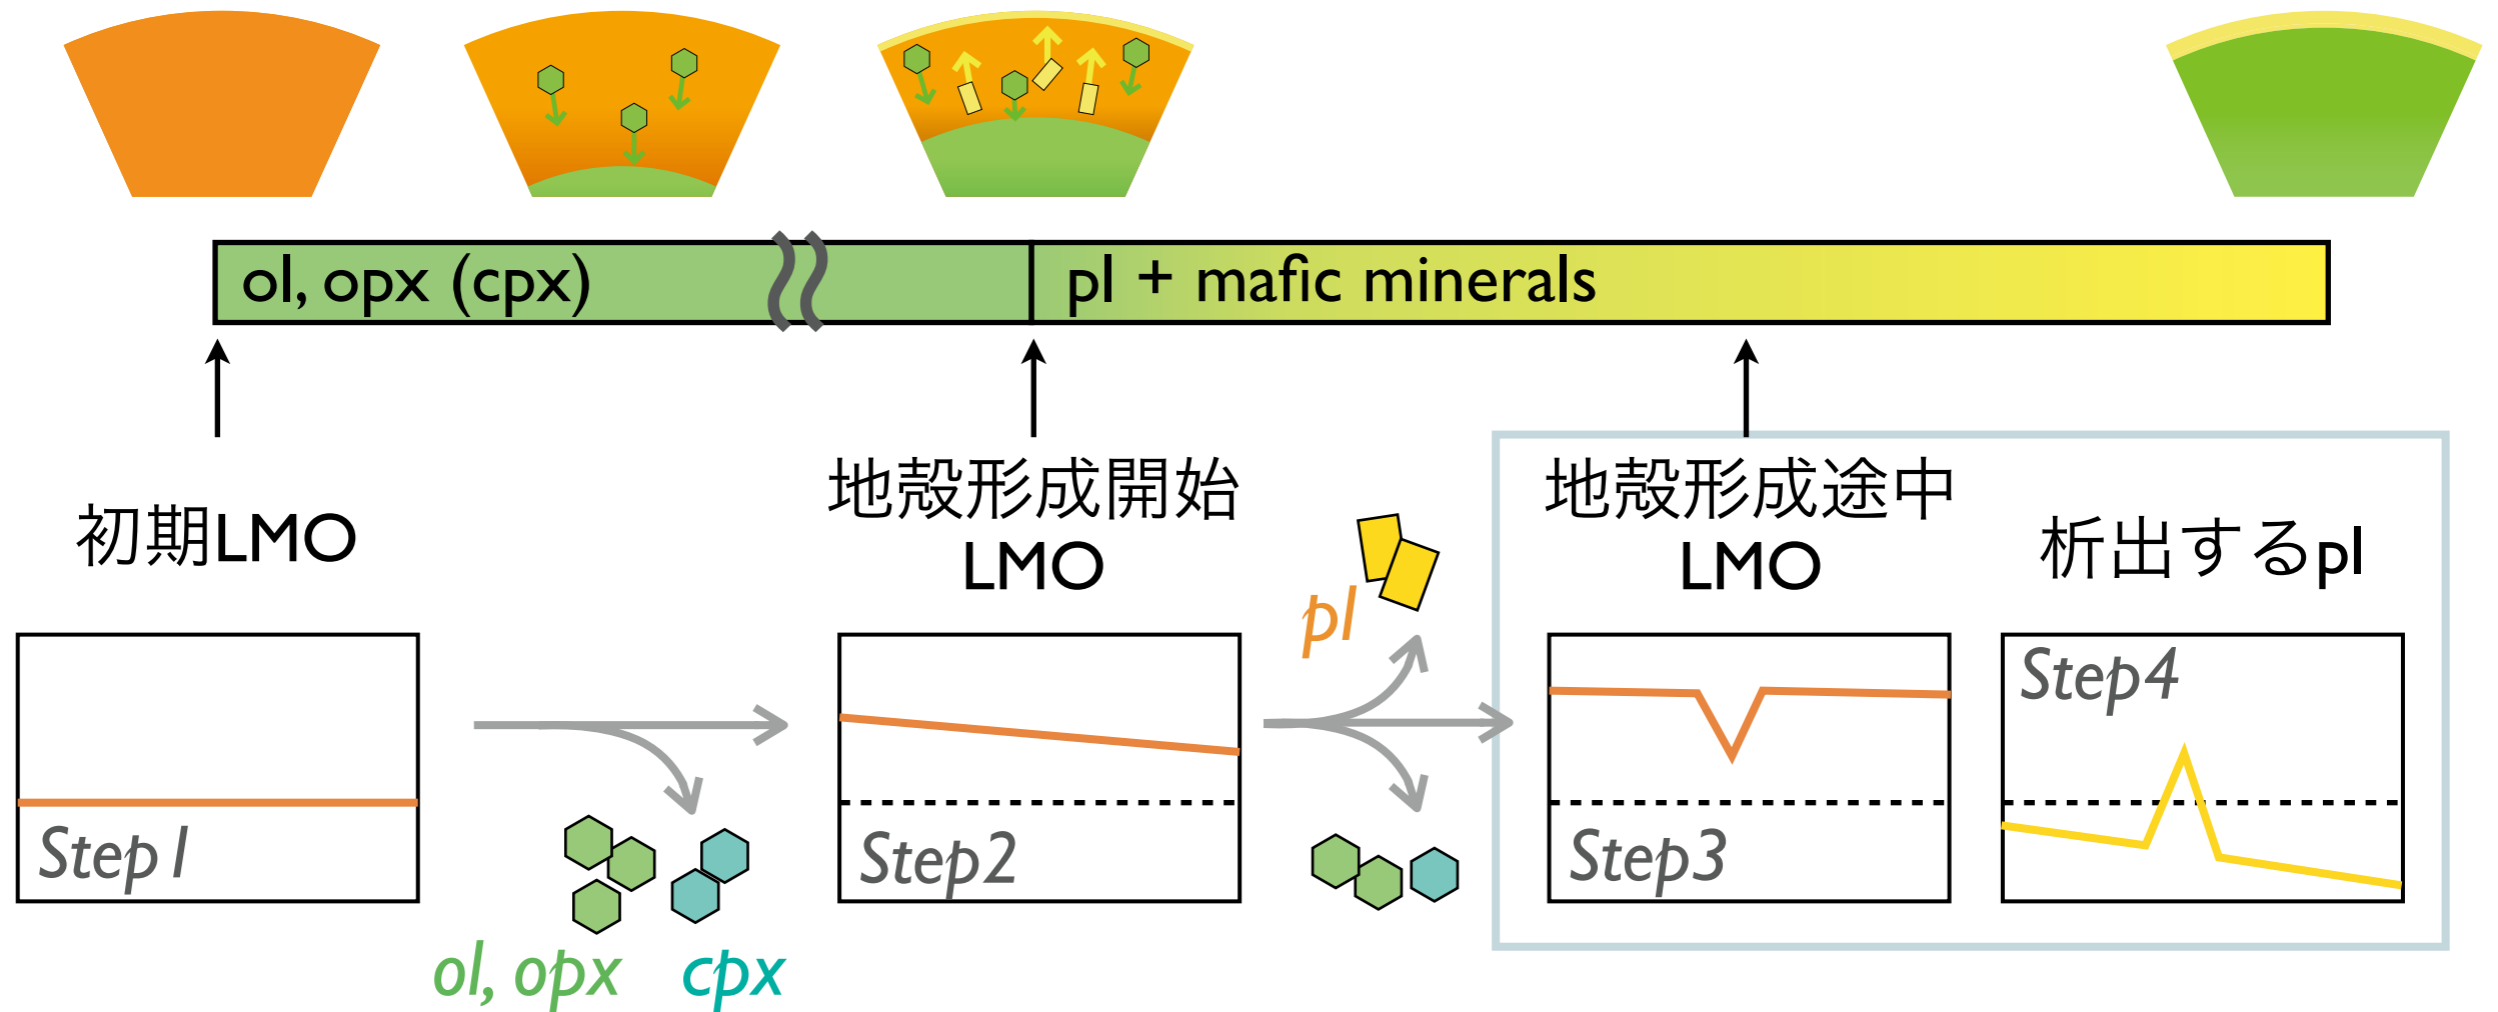 ol, opx (cpx)
pl + mafic minerals
初期LMO
地殻形成開始
LMO
pl
地殻形成途中
LMO
析出するpl
Step1
Step2
Step3
Step4
ol, opx
cpx